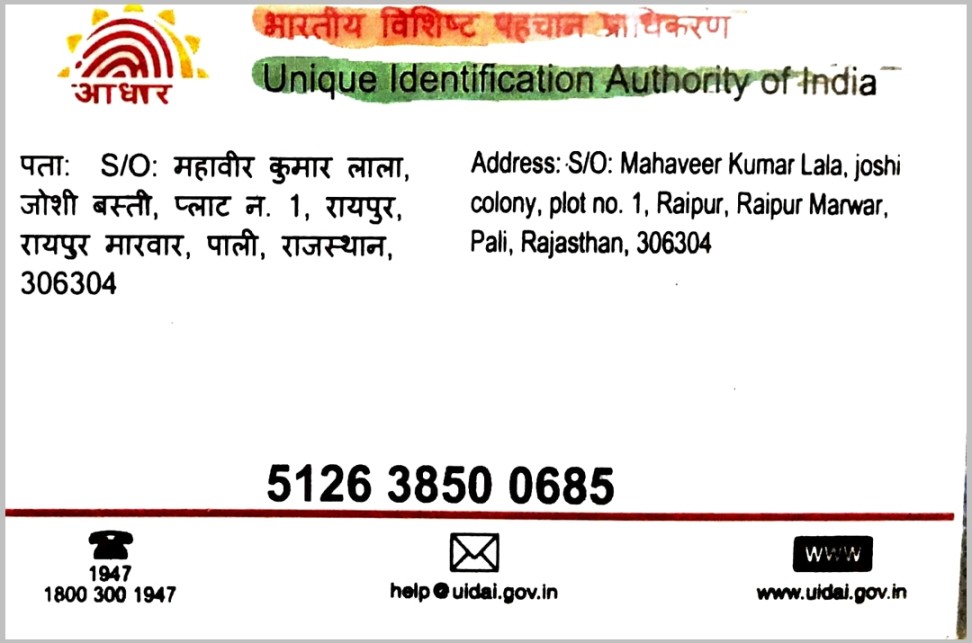 भारतीय विशिष्ट पहचान प्राधिकरण
आधार
Unique Identification Authority of India
पता: S/O: महावीर कुमार लाला,
जोशी बस्ती, प्लाट न. 1, रायपुर,
रायपुर मारवार, पाली, राजस्थान,
306304
Address: S/O: Mahaveer Kumar Lala, joshi
colony, plot no. 1, Raipur, Raipur Marwar,
Pali, Rajasthan, 306304
5126 3850 0685
1947
1800 300 1947
help@uidai.gov.in
www
www.uidai.gov.in